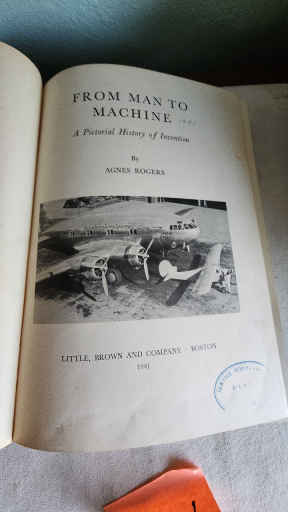 FROM MAN TO
MACHINE
A Pictorial History of Invention
By
AGNES ROGERS
LITTLE, BROWN AND COMPANY · BOSTON
1941